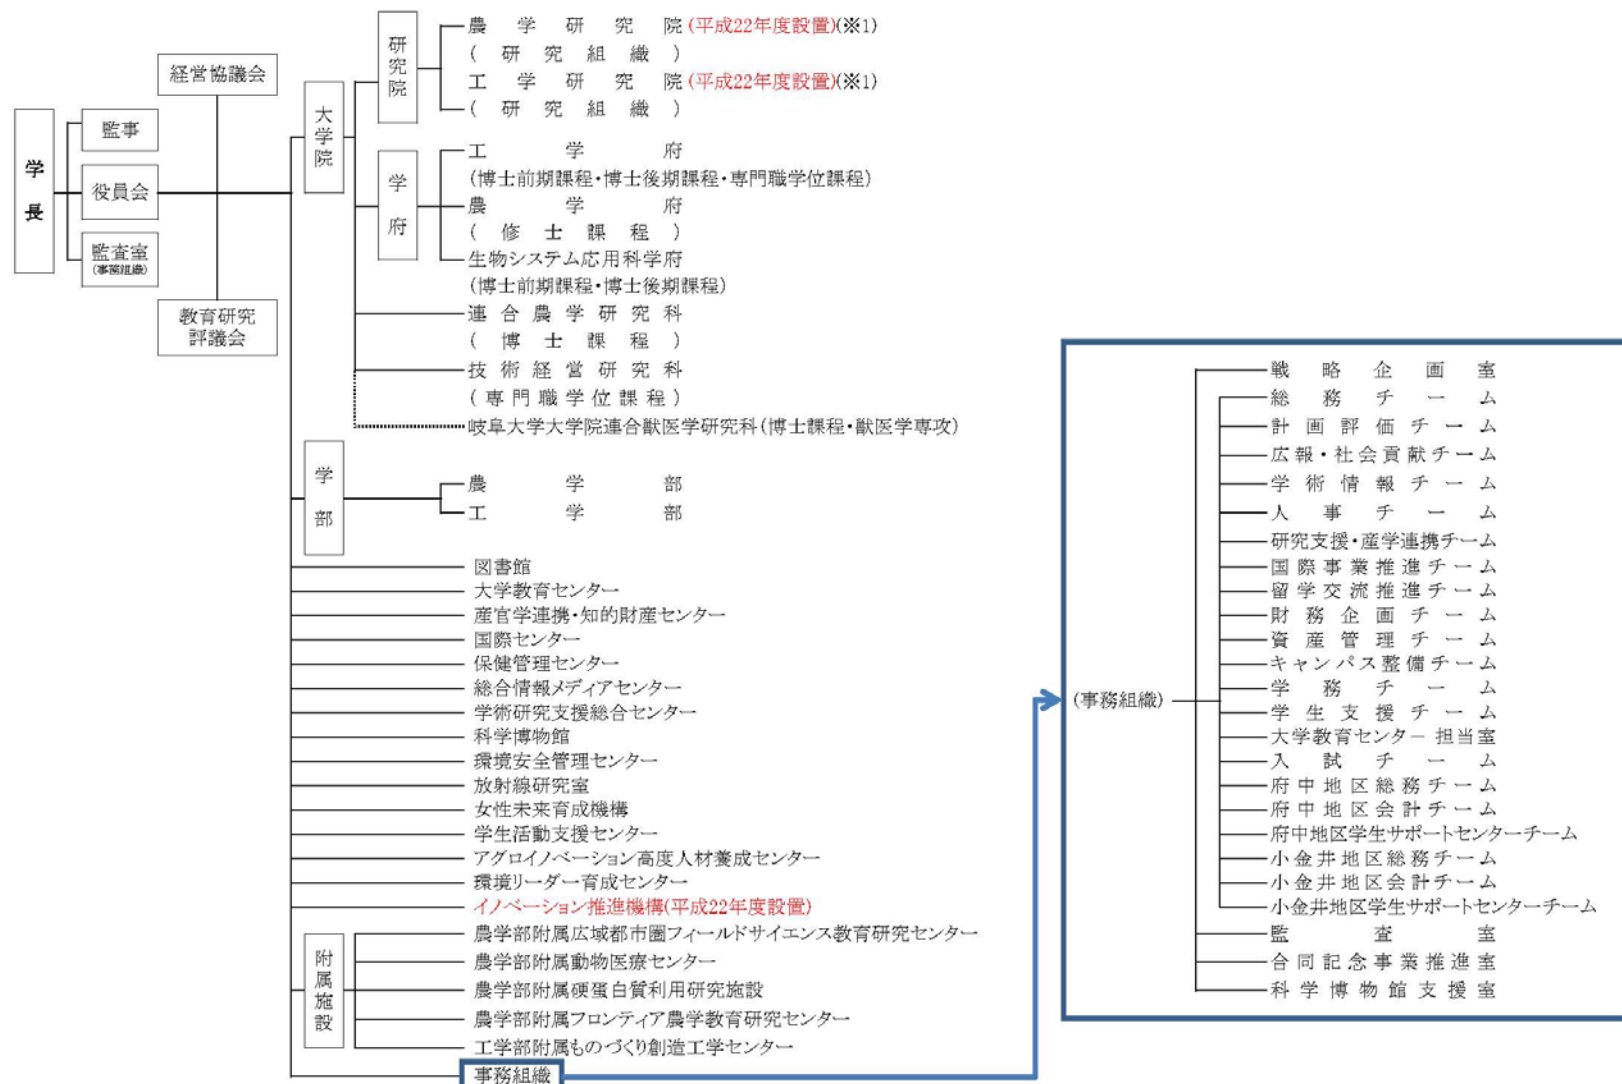 学長
監事
役員会
監査室
(事務組織)
経営協議会
教育研究
評議会
大学院
研究院
農学研究院(平成22年度設置)(※1)
(研究組織)
工学研究院(平成22年度設置)(※1)
(研究組織)
学府
工学府
(博士前期課程・博士後期課程・専門職学位課程)
農学府
(修士課程)
生物システム応用科学府
(博士前期課程・博士後期課程)
連合農学研究科
(博士課程)
技術経営研究科
(専門職学位課程)
岐阜大学大学院連合獣医学研究科(博士課程・獣医学専攻)
学部
農学部
工学部
図書館
大学教育センター
産官学連携・知的財産センター
国際センター
保健管理センター
総合情報メディアセンター
学術研究支援総合センター
科学博物館
環境安全管理センター
放射線研究室
女性未来育成機構
学生活動支援センター
アグロイノベーション高度人材養成センター
環境リーダー育成センター
イノベーション推進機構(平成22年度設置)
附属施設
農学部附属広域都市圏フィールドサイエンス教育研究センター
農学部附属動物医療センター
農学部附属硬蛋白質利用研究施設
農学部附属フロンティア農学教育研究センター
工学部附属ものづくり創造工学センター
事務組織
(事務組織)
戦略企画室
総務チーム
計画評価チーム
広報・社会貢献チーム
学術情報チーム
人事チーム
研究支援・産学連携チーム
国際事業推進チーム
留学交流推進チーム
財務企画チーム
資産管理チーム
キャンパス整備チーム
学務チーム
学生支援チーム
大学教育センター担当室
入試チーム
府中地区総務チーム
府中地区会計チーム
府中地区学生サポートセンターチーム
小金井地区総務チーム
小金井地区会計チーム
小金井地区学生サポートセンターチーム
監査室
合同記念事業推進室
科学博物館支援室